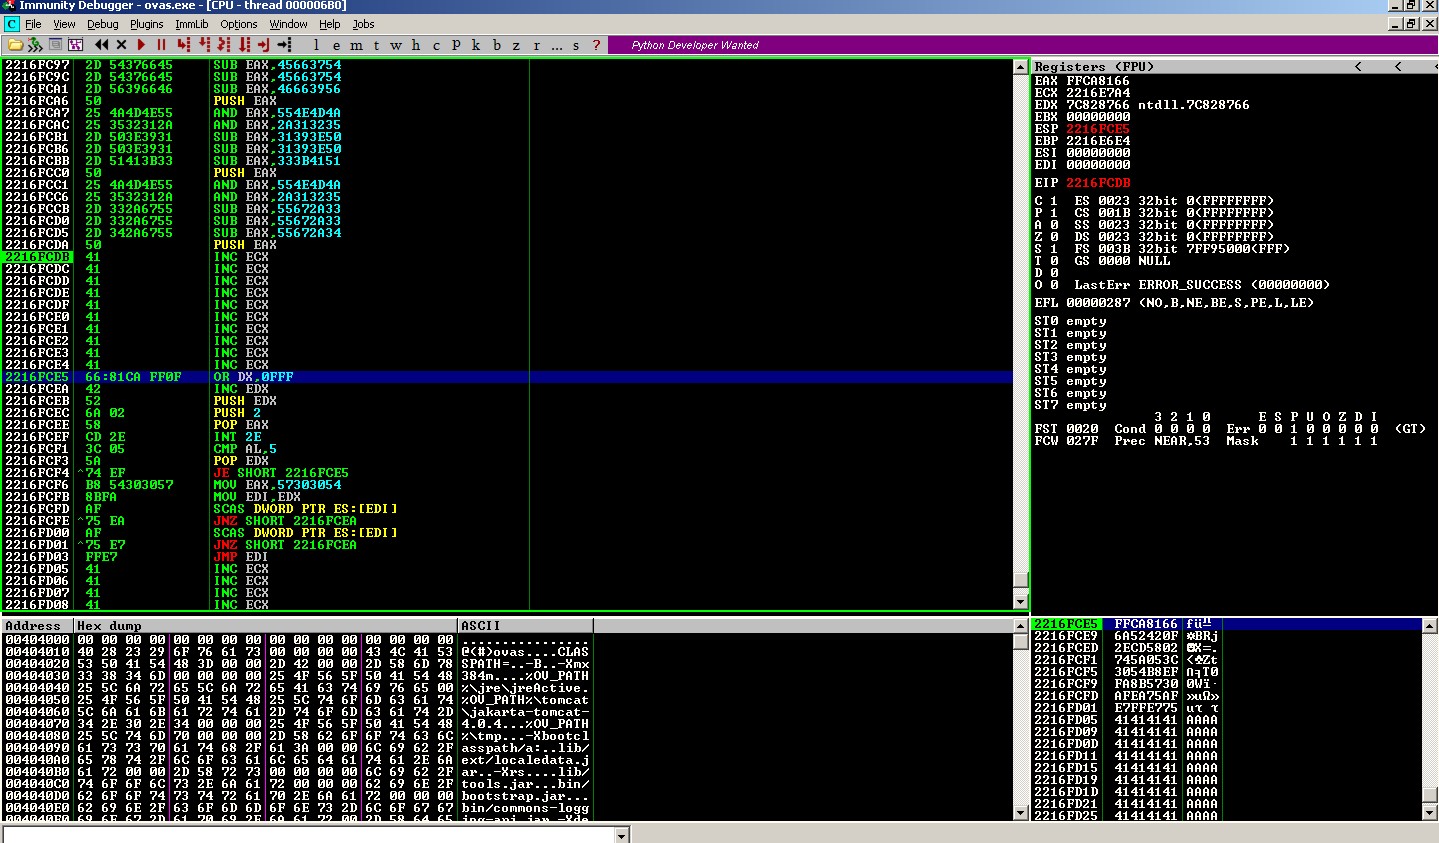 Immunity Debugger - ovas.exe - [CPU - thread 000006B0]
C File View Debug Plugins ImmLib Options Window Help Jobs
l e m t w h c P k b z r ... s ? Python Developer Wanted
2216FC97 2D 54376645 SUB EAX,45663754
2216FC9C 2D 54376645 SUB EAX,45663754
2216FCA1 2D 56396646 SUB EAX,46663956
2216FCA6 50 PUSH EAX
2216FCA7 25 4A4D4E55 AND EAX,554E4D4A
2216FCAC 25 3532312A AND EAX,2A313235
2216FCB1 2D 503E3931 SUB EAX,31393E50
2216FCB6 2D 503E3931 SUB EAX,31393E50
2216FCBB 2D 51413B33 SUB EAX,333B4151
2216FCC0 50 PUSH EAX
2216FCC1 25 4A4D4E55 AND EAX,554E4D4A
2216FCC6 25 3532312A AND EAX,2A313235
2216FCCB 2D 332A6755 SUB EAX,55672A33
2216FCD0 2D 332A6755 SUB EAX,55672A33
2216FCD5 2D 342A6755 SUB EAX,55672A34
2216FCDA 50 PUSH EAX
2216FCDB 41 INC ECX
2216FCDC 41 INC ECX
2216FCDD 41 INC ECX
2216FCDE 41 INC ECX
2216FCDF 41 INC ECX
2216FCE0 41 INC ECX
2216FCE1 41 INC ECX
2216FCE2 41 INC ECX
2216FCE3 41 INC ECX
2216FCE4 41 INC ECX
2216FCE5 66:81CA FF0F OR DX,0FFF
2216FCEA 42 INC EDX
2216FCEB 52 PUSH EDX
2216FCEC 6A 02 PUSH 2
2216FCEE 58 POP EAX
2216FCEF CD 2E INT 2E
2216FCF1 3C 05 CMP AL,5
2216FCF3 5A POP EDX
2216FCF4 ^74 EF JE SHORT 2216FCE5
2216FCF6 B8 54303057 MOV EAX,57303054
2216FCFB 8BFA MOV EDI,EDX
2216FCFD AF SCAS DWORD PTR ES:[EDI]
2216FCFE ^75 EA JNZ SHORT 2216FCEA
2216FD00 AF SCAS DWORD PTR ES:[EDI]
2216FD01 ^75 E7 JNZ SHORT 2216FCEA
2216FD03 FFE7 JMP EDI
2216FD05 41 INC ECX
2216FD06 41 INC ECX
2216FD07 41 INC ECX
2216FD08 41 INC ECX
Registers (FPU) < < <
EAX FFCA8166
ECX 2216E7A4
EDX 7C828766 ntdll.7C828766
EBX 00000000
ESP 2216FCE5
EBP 2216E6E4
ESI 00000000
EDI 00000000
EIP 2216FCDB
C 1 ES 0023 32bit 0(FFFFFFFF)
P 1 CS 001B 32bit 0(FFFFFFFF)
A 0 SS 0023 32bit 0(FFFFFFFF)
Z 0 DS 0023 32bit 0(FFFFFFFF)
S 1 FS 003B 32bit 7FF95000(FFF)
T 0 GS 0000 NULL
D 0
O 0 LastErr ERROR_SUCCESS (00000000)
EFL 00000287 (NO,B,NE,BE,S,PE,L,LE)
ST0 empty
ST1 empty
ST2 empty
ST3 empty
ST4 empty
ST5 empty
ST6 empty
ST7 empty
3 2 1 0 E S P U O Z D I
FST 0020 Cond 0 0 0 0 Err 0 0 1 0 0 0 0 0 (GT)
FCW 027F Prec NEAR,53 Mask 1 1 1 1 1 1
Address Hex dump ASCII
00404000 00 00 00 00 00 00 00 00 00 00 00 00 00 00 00 00 ................
00404010 40 28 23 29 6F 76 61 73 00 00 00 00 43 4C 41 53 @(#)ovas....CLAS
00404020 53 50 41 54 48 3D 00 00 2D 42 00 00 2D 58 6D 78 SPATH=..-B..-Xmx
00404030 33 38 34 6D 00 00 00 00 25 4F 56 5F 50 41 54 48 384m....%OV_PATH
00404040 25 5C 6A 72 65 5C 6A 72 65 41 63 74 69 76 65 00 %\jre\jreActive.
00404050 25 4F 56 5F 50 41 54 48 25 5C 74 6F 6D 63 61 74 %OV_PATH%\tomcat
00404060 5C 6A 61 6B 61 72 74 61 2D 74 6F 6D 63 61 74 2D \jakarta-tomcat-
00404070 34 2E 30 2E 34 00 00 00 25 4F 56 5F 50 41 54 48 4.0.4...%OV_PATH
00404080 25 5C 74 6D 70 00 00 00 2D 58 62 6F 6F 74 63 6C %\tmp...-Xbootcl
00404090 61 73 73 70 61 74 68 2F 61 3A 00 00 6C 69 62 2F asspath/a:..lib/
004040A0 65 78 74 2F 6C 6F 63 61 6C 65 64 61 74 61 2E 6A ext/localedata.j
004040B0 61 72 00 00 2D 58 72 73 00 00 00 00 6C 69 62 2F ar..-Xrs....lib/
004040C0 74 6F 6F 6C 73 2E 6A 61 72 00 00 00 62 69 6E 2F tools.jar...bin/
004040D0 62 6F 6F 74 73 74 72 61 70 2E 6A 61 72 00 00 00 bootstrap.jar...
004040E0 62 69 6E 2F 63 6F 6D 6D 6F 6E 73 2D 6C 6F 67 67 bin/commons-logg
004040F0 69 6E 67 2D 61 70 69 2E 6A 61 72 00 2D 58 64 65 ing-api.jar.-Xde
2216FCE5 FFCA8166 fü╩
2216FCE9 6A52420F ☼BRj
2216FCED 2ECD5802 ☻X=.
2216FCF1 745A053C <♣Zt
2216FCF5 3054B8EF
2216FCF9 FA8B5730 0Wï·
2216FCFD AFEA75AF
2216FD01 E7FFE775
2216FD05 41414141 AAAA
2216FD09 41414141 AAAA
2216FD0D 41414141 AAAA
2216FD11 41414141 AAAA
2216FD15 41414141 AAAA
2216FD19 41414141 AAAA
2216FD1D 41414141 AAAA
2216FD21 41414141 AAAA
2216FD25 41414141 AAAA